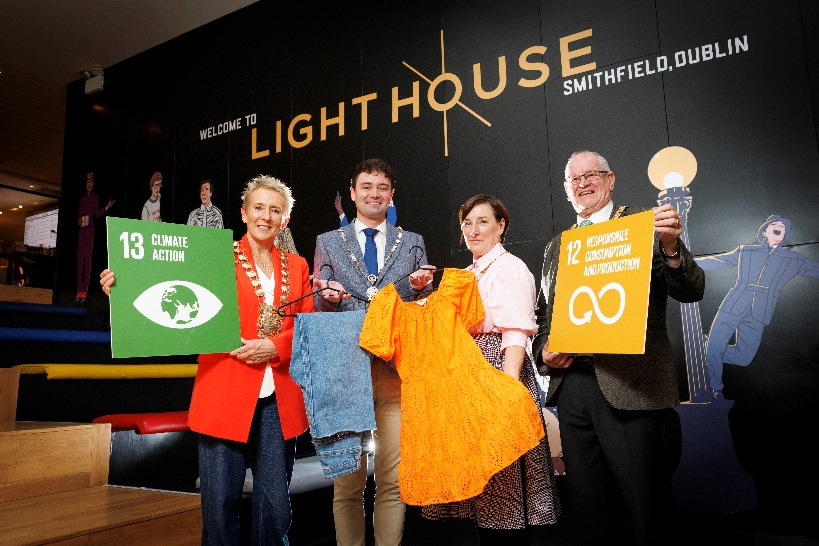 WELCOME TO
LIGHTHOUSE
SMITHFIELD, DUBLIN
13 CLIMATE
ACTION
12 RESPONSIBLE
CONSUMPTION
AND PRODUCTION